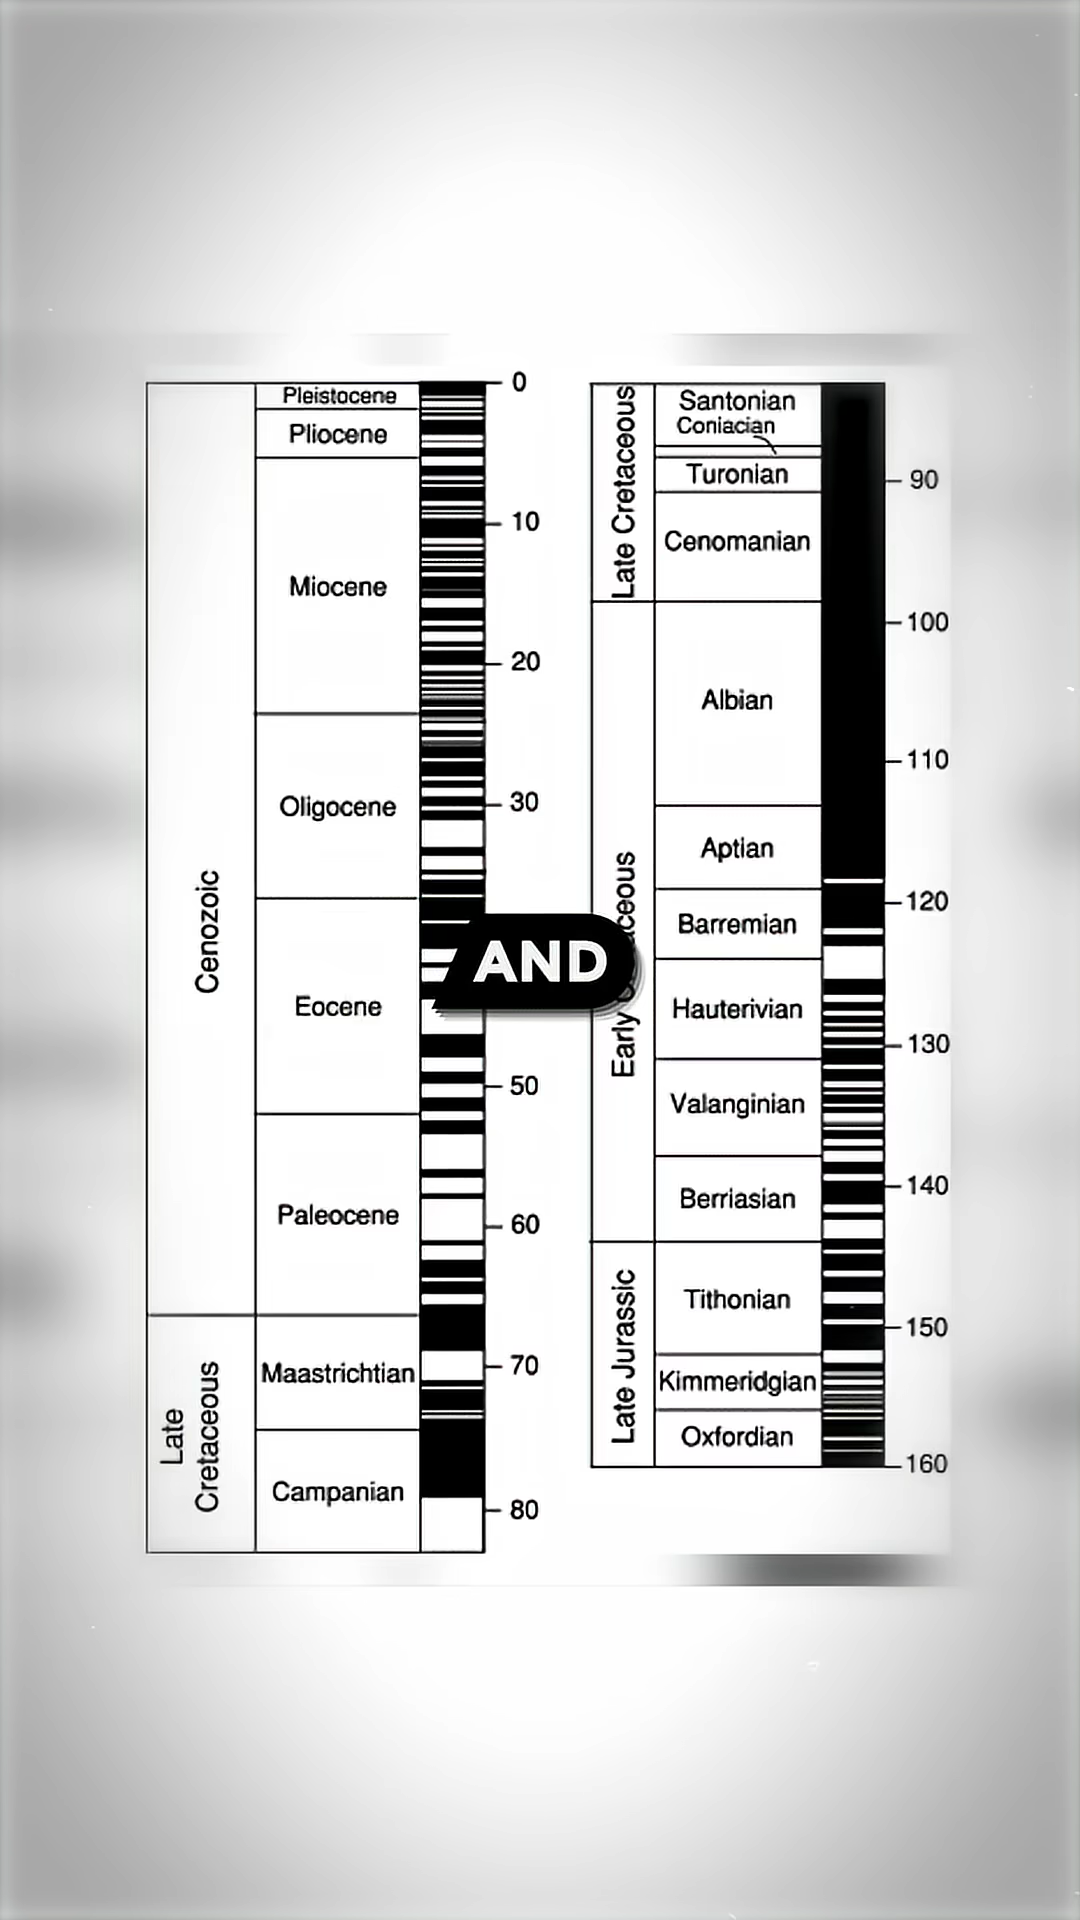 Cenozoic
Pleistocene
Pliocene
Miocene
Oligocene
Eocene
Paleocene
Late
Cretaceous
Maastrichtian
Campanian
0
10
20
30
50
60
70
80
AND
Late Cretaceous
Santonian
Coniacian
Turonian
Cenomanian
Early
Albian
Aptian
Barremian
Hauterivian
Valanginian
Berriasian
Late Jurassic
Tithonian
Kimmeridgian
Oxfordian
90
100
110
120
130
140
150
160